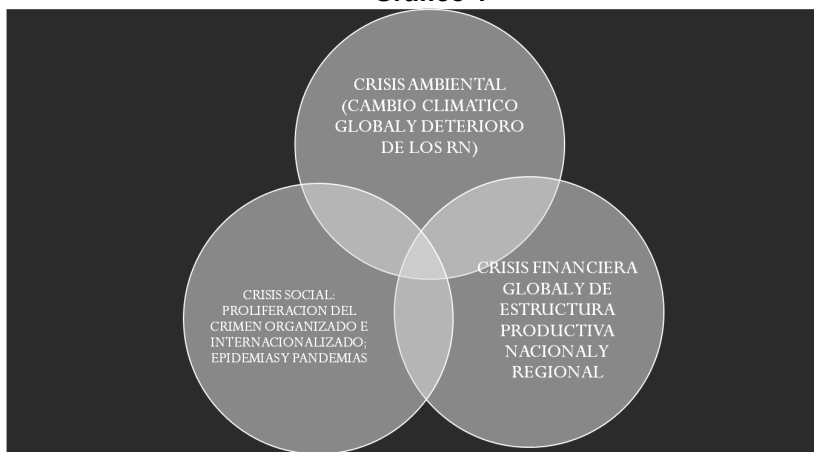 CRISIS AMBIENTAL
(CAMBIO CLIMATICO
GLOBAL Y DETERIORO
DE LOS RN)
CRISIS SOCIAL:
PROLIFERACION DEL
CRIMEN ORGANIZADO E
INTERNACIONALIZADO;
EPIDEMIAS Y PANDEMIAS
CRISIS FINANCIERA
GLOBAL Y DE
ESTRUCTURA
PRODUCTIVA
NACIONAL Y
REGIONAL